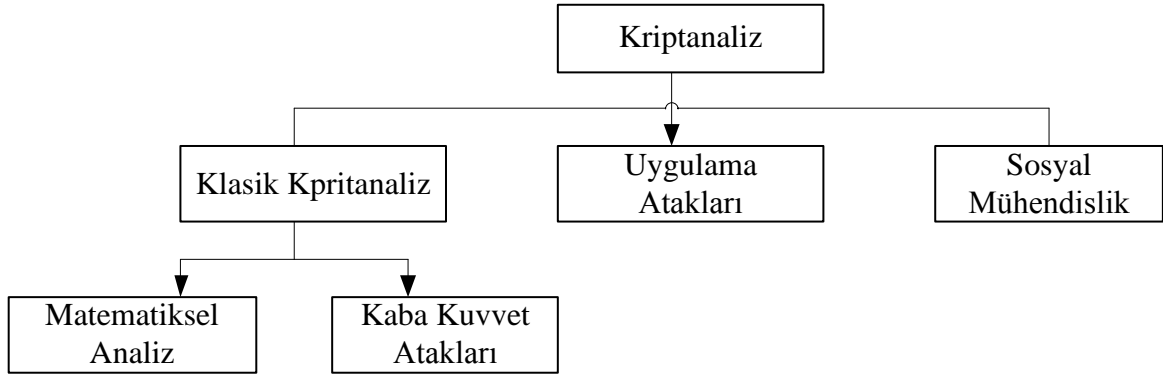 Kriptanaliz
Klasik Kpritanaliz
Uygulama
Atakları
Sosyal
Mühendislik
Matematiksel
Analiz
Kaba Kuvvet
Atakları